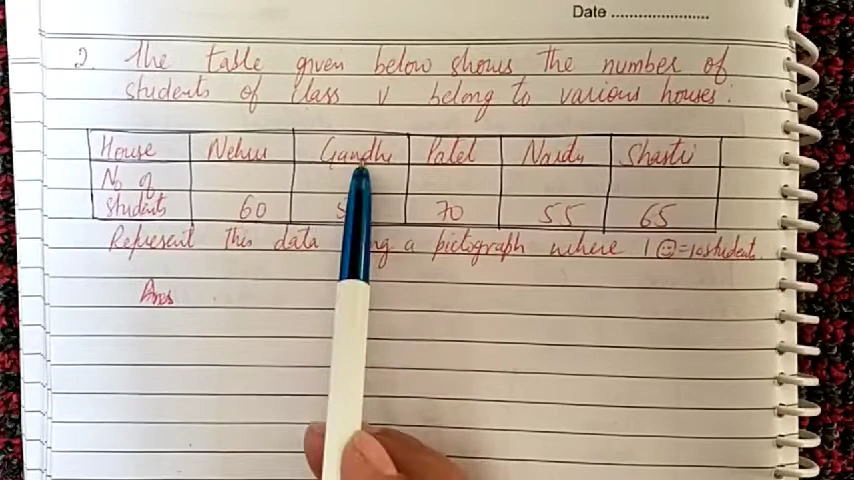 Date ........................
2. The table given below shows the number of
students of class V belong to various houses:
House Nehru Gandhi Patel Naidu Shastri
No of
Students 60 5 70 55 65
Represent this data a pictograph where 1 ☺=10 students.
Ans